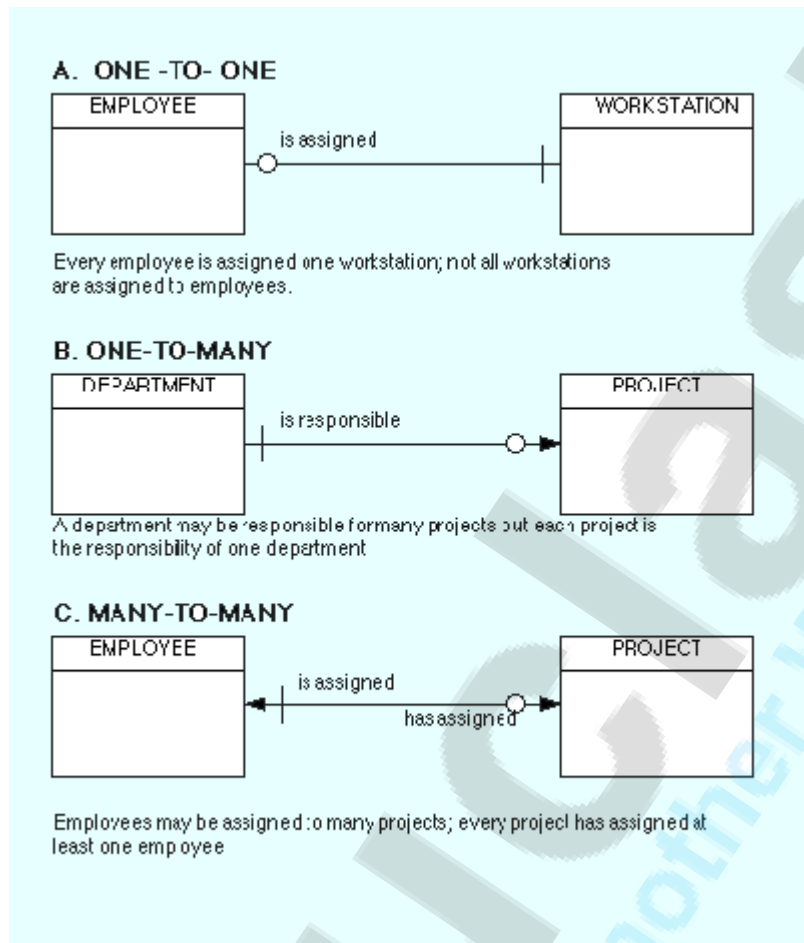 A. ONE -TO- ONE
EMPLOYEE
WORKSTATION
is assigned
Every employee is assigned one workstation; not all workstations
are assigned to employees.
B. ONE-TO-MANY
DEPARTMENT
PROJECT
is responsible
A department may be responsible for many projects but each project is
the responsibility of one department
C. MANY-TO-MANY
EMPLOYEE
PROJECT
is assigned
has assigned
Employees may be assigned to many projects; every project has assigned at
least one empoyee